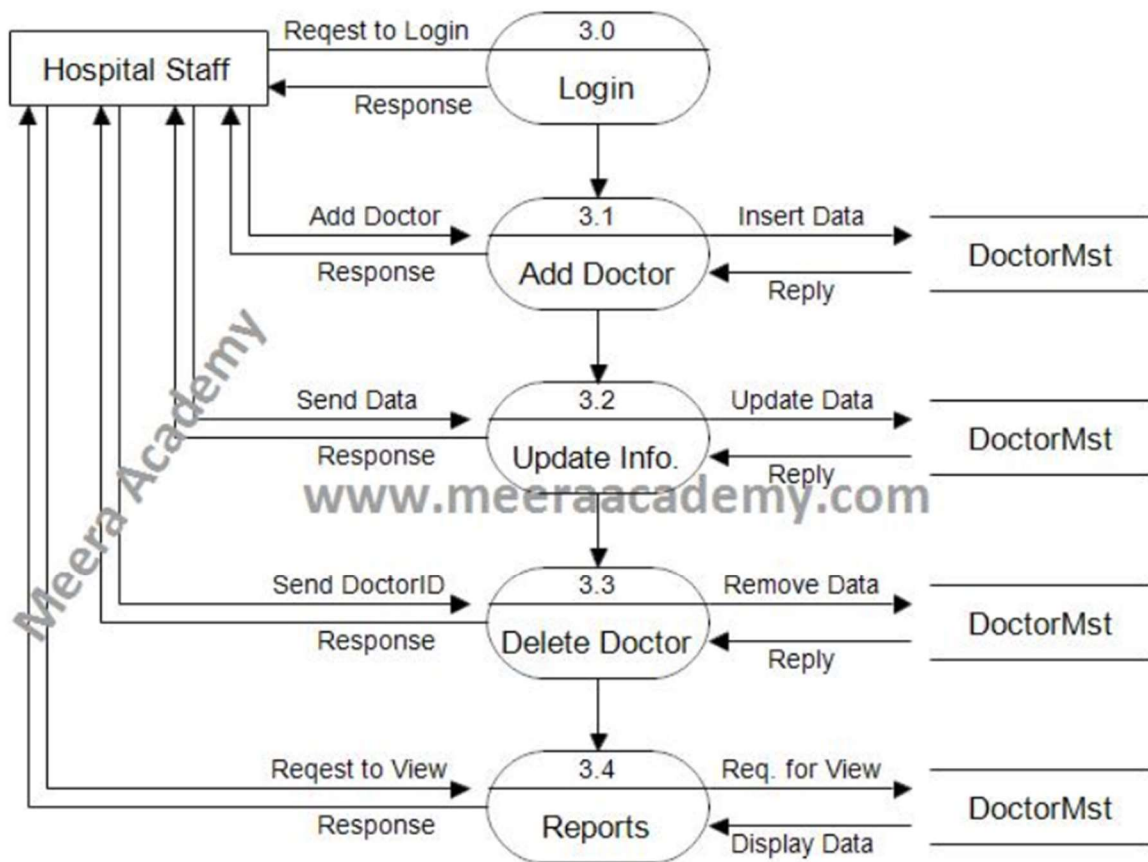 Reqest to Login
3.0
Hospital Staff
Login
Response
Add Doctor
3.1
Insert Data
DoctorMst
Response
Add Doctor
Reply
Meera Academy
Send Data
3.2
Update Data
DoctorMst
Response
Update Info.
Reply
www.meeraacademy.com
Send DoctorID
3.3
Remove Data
DoctorMst
Response
Delete Doctor
Reply
Reqest to View
3.4
Req. for View
DoctorMst
Response
Reports
Display Data